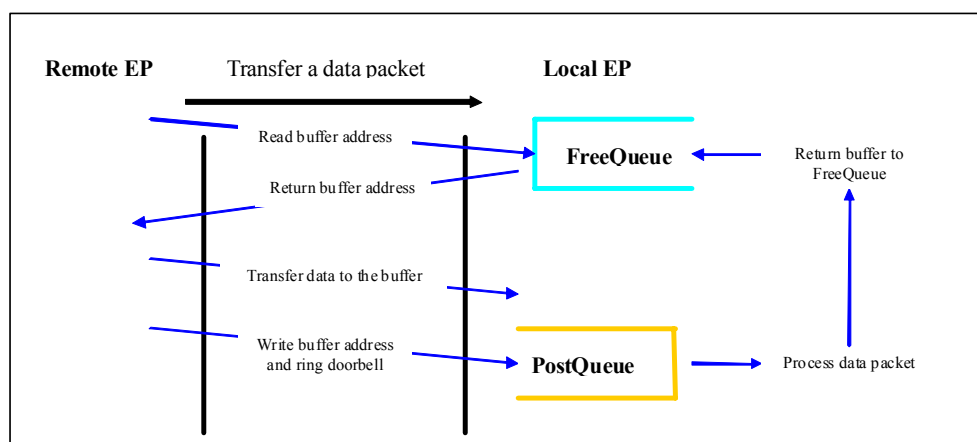 Remote EP
Transfer a data packet
Local EP
Read buffer address
FreeQueue
Return buffer to
FreeQueue
Return buffer address
Transfer data to the buffer
Write buffer address
and ring doorbell
PostQueue
Process data packet